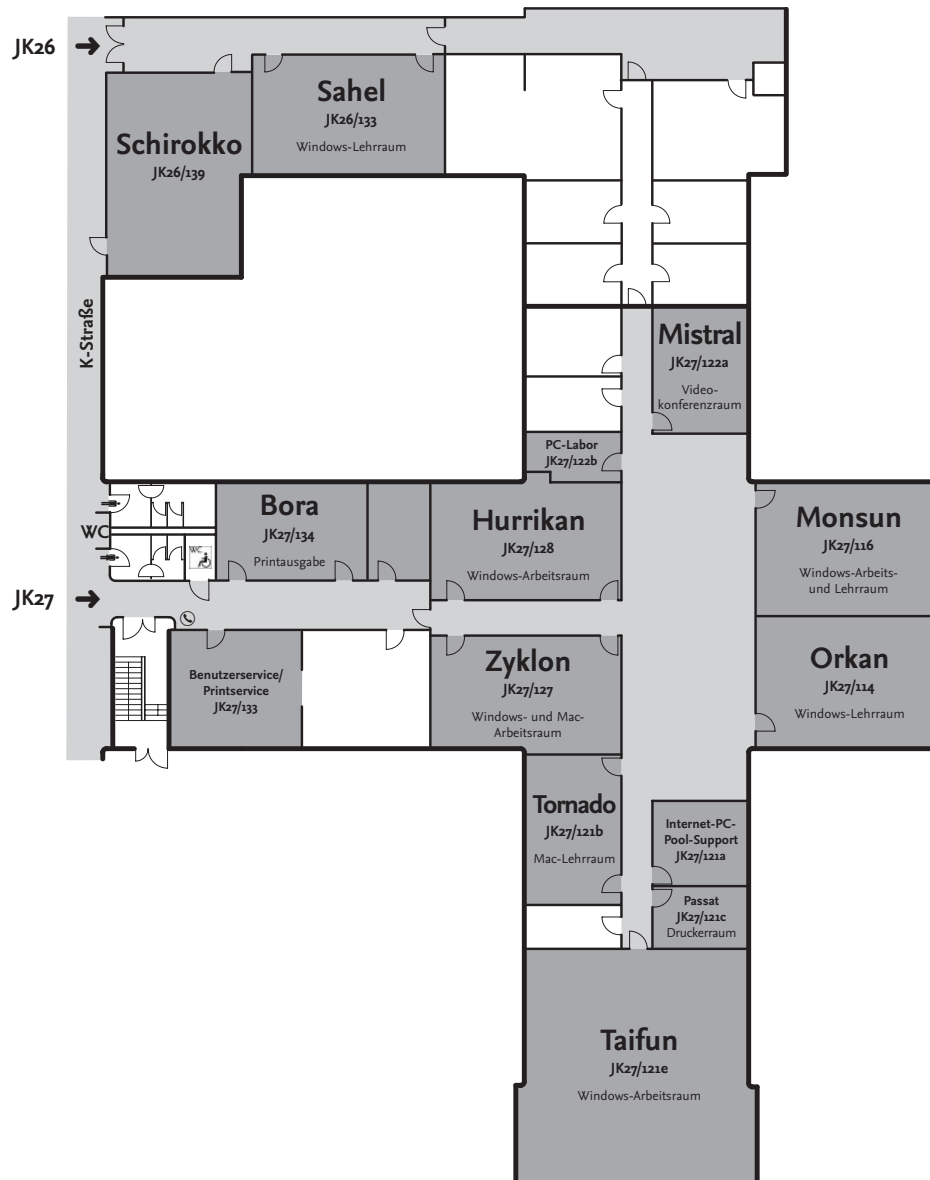 JK26
Sahel
JK26/133
Windows-Lehrraum
Schirokko
JK26/139
K-Straße
Mistral
JK27/122a
Video-
konferenzraum
PC-Labor
JK27/122b
WC
WC
Bora
JK27/134
Printausgabe
Hurrikan
JK27/128
Windows-Arbeitsraum
Monsun
JK27/116
Windows-Arbeits-
und Lehrraum
JK27
Benutzerservice/
Printservice
JK27/133
Zyklon
JK27/127
Windows- und Mac-
Arbeitsraum
Orkan
JK27/114
Windows-Lehrraum
Tornado
JK27/121b
Mac-Lehrraum
Internet-PC-
Pool-Support
JK27/121a
Passat
JK27/121c
Druckerraum
Taifun
JK27/121e
Windows-Arbeitsraum